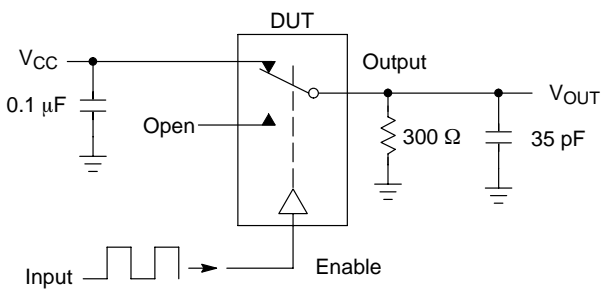 DUT
VCC
Output
VOUT
0.1 μF
Open
300 Ω
35 pF
Input
Enable